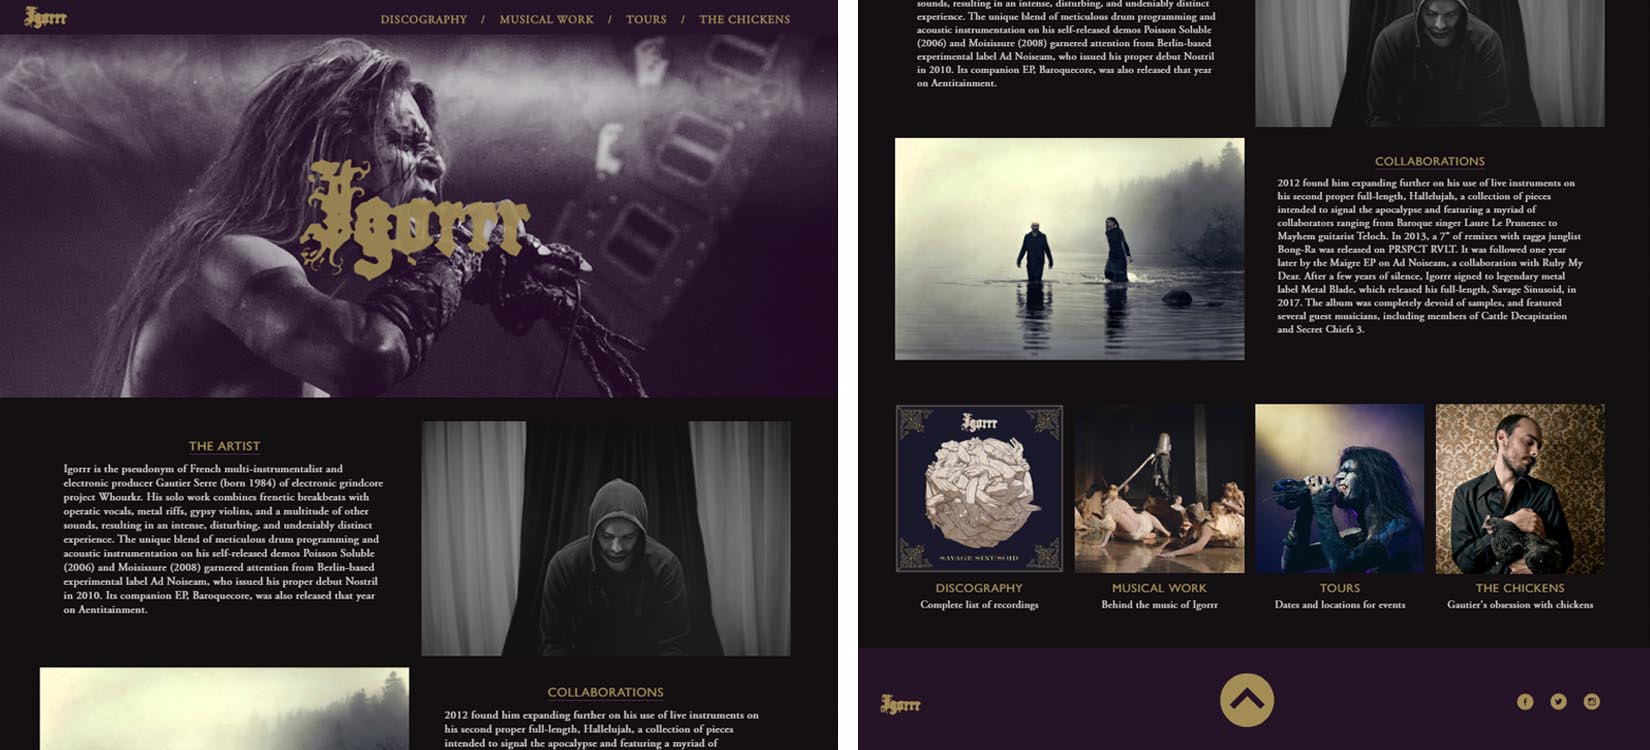 Igorrr
DISCOGRAPHY / MUSICAL WORK / TOURS / THE CHICKENS
Igorrr
THE ARTIST
Igorrr is the pseudonym of French multi-instrumentalist and
electronic producer Gautier Serre (born 1984) of electronic grindcore
project Whourkr. His solo work combines frenetic breakbeats with
operatic vocals, metal riffs, gypsy violins, and a multitude of other
sounds, resulting in an intense, disturbing, and undeniably distinct
experience. The unique blend of meticulous drum programming and
acoustic instrumentation on his self-released demos Poisson Soluble
(2006) and Moisissure (2008) garnered attention from Berlin-based
experimental label Ad Noiseam, who issued his proper debut Nostril
in 2010. Its companion EP, Baroquecore, was also released that year
on Aentitainment.
COLLABORATIONS
2012 found him expanding further on his use of live instruments on
his second proper full-length, Hallelujah, a collection of pieces
intended to signal the apocalypse and featuring a myriad of
sounds, resulting in an intense, disturbing, and undeniably distinct
experience. The unique blend of meticulous drum programming and
acoustic instrumentation on his self-released demos Poisson Soluble
(2006) and Moisissure (2008) garnered attention from Berlin-based
experimental label Ad Noiseam, who issued his proper debut Nostril
in 2010. Its companion EP, Baroquecore, was also released that year
on Aentitainment.
COLLABORATIONS
2012 found him expanding further on his use of live instruments on
his second proper full-length, Hallelujah, a collection of pieces
intended to signal the apocalypse and featuring a myriad of
collaborators ranging from Baroque singer Laure Le Prunenec to
Mayhem guitarist Teloch. In 2013, a 7" of remixes with ragga junglist
Bong-Ra was released on PRSPCT RVLT. It was followed one year
later by the Maigre EP on Ad Noiseam, a collaboration with Ruby My
Dear. After a few years of silence, Igorrr signed to legendary metal
label Metal Blade, which released his full-length, Savage Sinusoid, in
2017. The album was completely devoid of samples, and featured
several guest musicians, including members of Cattle Decapitation
and Secret Chiefs 3.
Igorrr
SAVAGE SINUSOID
DISCOGRAPHY
Complete list of recordings
MUSICAL WORK
Behind the music of Igorrr
TOURS
Dates and locations for events
THE CHICKENS
Gautier's obsession with chickens
Igorrr